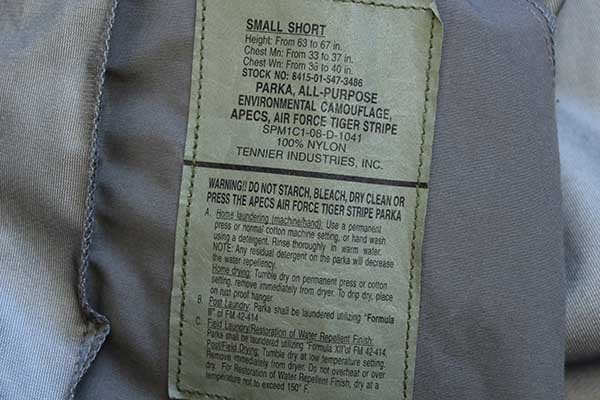 SMALL SHORT
Height: From 63 to 67 in.
Chest Mn: From 33 to 37 in.
Chest Wn: From 36 to 40 in.
STOCK NO: 8415-01-547-3486
PARKA, ALL-PURPOSE
ENVIRONMENTAL CAMOUFLAGE,
APECS, AIR FORCE TIGER STRIPE
SPM1C1-08-D-1041
100% NYLON
TENNIER INDUSTRIES, INC.
WARNING!! DO NOT STARCH, BLEACH, DRY CLEAN OR
PRESS THE APECS AIR FORCE TIGER STRIPE PARKA
A. Home laundering (machine/hand): Use a permanent
press or normal cotton machine setting, or hand wash
using a detergent. Rinse thoroughly in warm water.
NOTE: Any residual detergent on the parka will decrease
the water repellency.
Home drying: Tumble dry on permanent press or cotton
setting, remove immediately from dryer. To drip dry, place
on rust proof hanger.
B. Post Laundry: Parka shall be laundered utilizing "Formula
II" of FM 42-414.
C. Field Laundry/Restoration of Water Repellent Finish:
Parka shall be laundered utilizing "Formula XII" of FM 42-414.
Post/Field Drying: Tumble dry at low temperature setting.
Remove immediately from dryer. Do not overheat or over
dry. For Restoration of Water Repellent Finish, dry at a
temperature not to exceed 150° F.